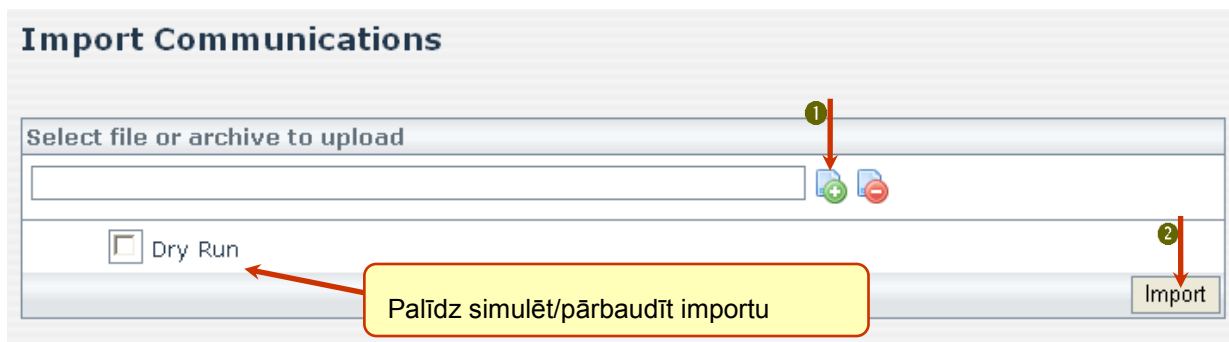 Import Communications
1
Select file or archive to upload
2
Dry Run
Import
Palīdz simulēt/pārbaudīt importu